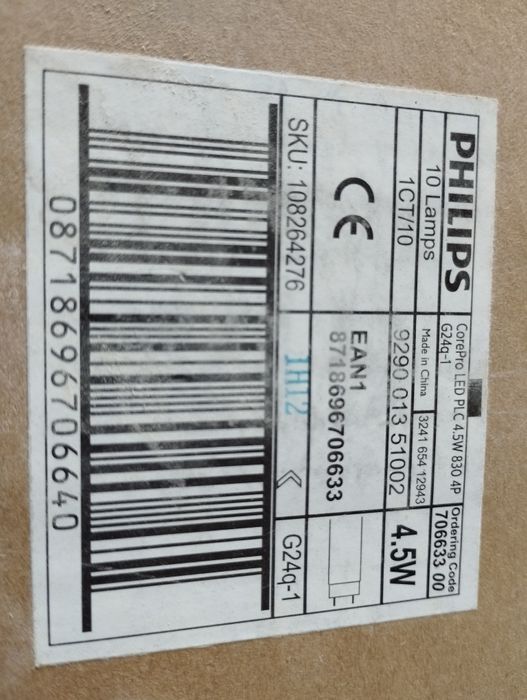 PHILIPS
CorePro LED PLC 4.5W 830 4P
G24q-1
Ordering Code
706633 00
10 Lamps
Made in China
3241 654 12943
1CT/10
9290 013 51002
4.5W
CE
EAN1
8718696706633
SKU: 108264276
1H12
G24q-1
08718696706640